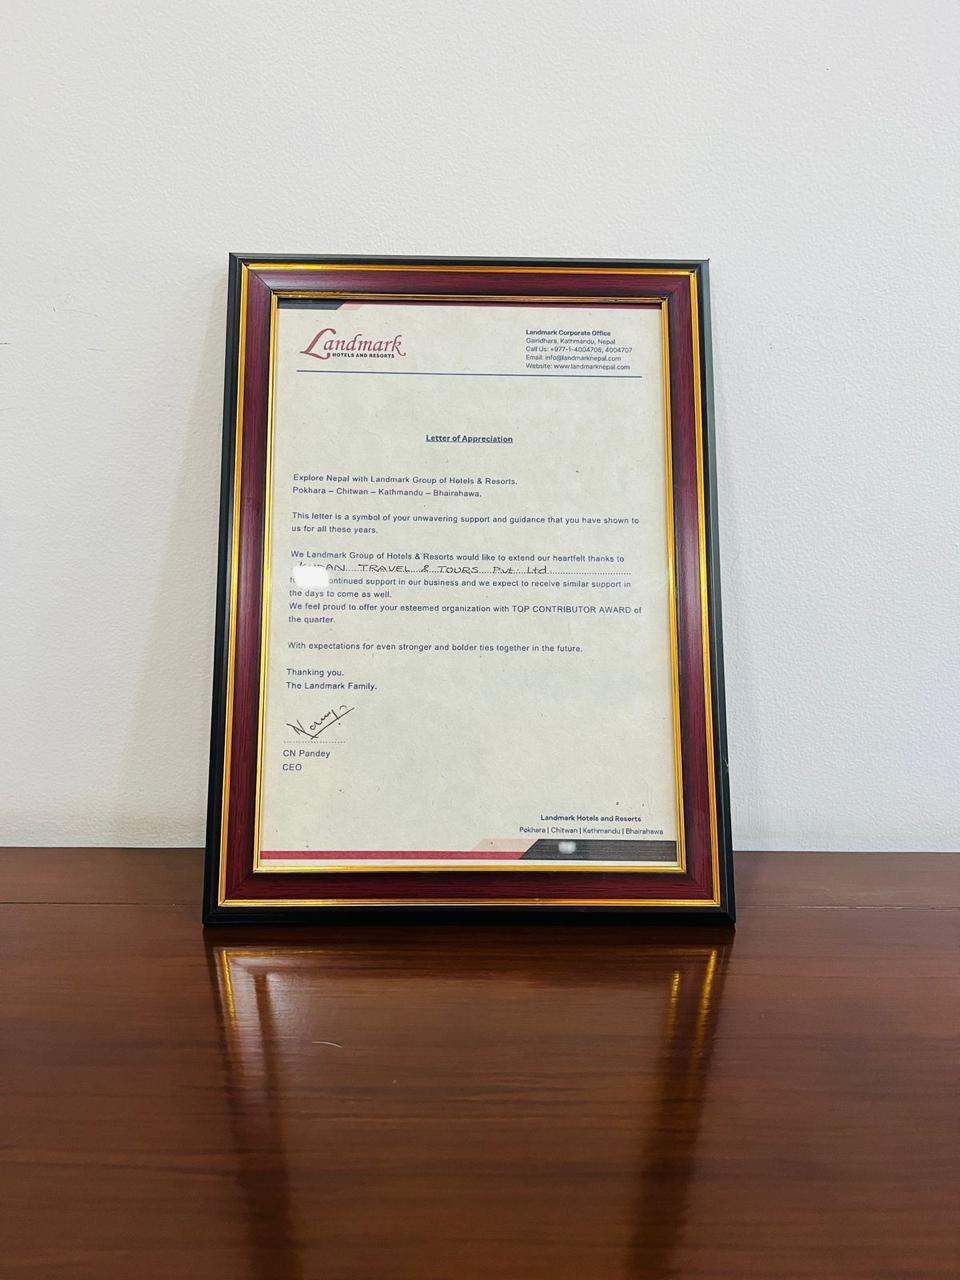 Landmark
HOTELS AND RESORTS
Landmark Corporate Office
Gairidhara, Kathmandu, Nepal
Call Us: +977-1-4004706, 4004707
Email: info@landmarknepal.com
Website: www.landmarknepal.com
Letter of Appreciation
Explore Nepal with Landmark Group of Hotels & Resorts.
Pokhara – Chitwan – Kathmandu – Bhairahawa.
This letter is a symbol of your unwavering support and guidance that you have shown to
us for all these years.
We Landmark Group of Hotels & Resorts would like to extend our heartfelt thanks to
TRAVEL & TOURS Pvt Ltd
support in our business and we expect to receive similar support in
the days to come as well.
We feel proud to offer your esteemed organization with TOP CONTRIBUTOR AWARD of
the quarter.
With expectations for even stronger and bolder ties together in the future.
Thanking you.
The Landmark Family.
CN Pandey
CEO
Landmark Hotels and Resorts
Pokhara | Chitwan | Kathmandu | Bhairahawa